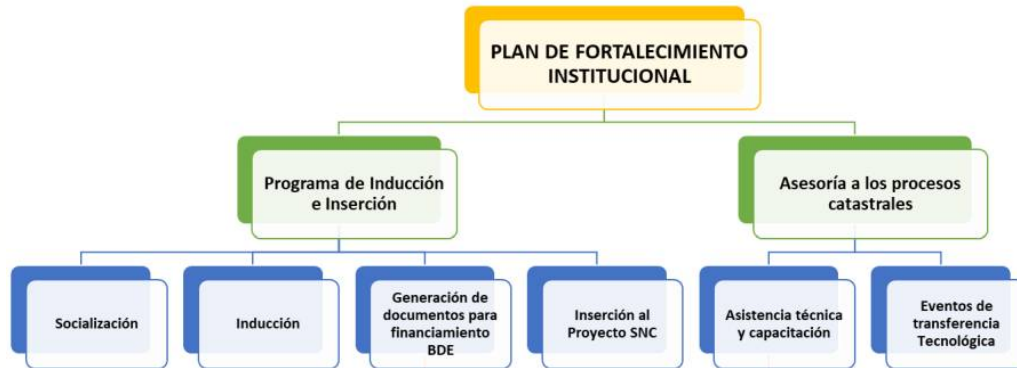 PLAN DE FORTALECIMIENTO
INSTITUCIONAL
Programa de Inducción
e Inserción
Asesoría a los procesos
catastrales
Socialización
Inducción
Generación de
documentos para
financiamiento
BDE
Inserción al
Proyecto SNC
Asistencia técnica
y capacitación
Eventos de
transferencia
Tecnológica